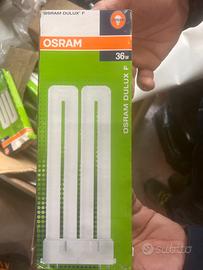 "OSRAM DULUX" F
OSRAM
36W
OSRAM DULUX F
subito